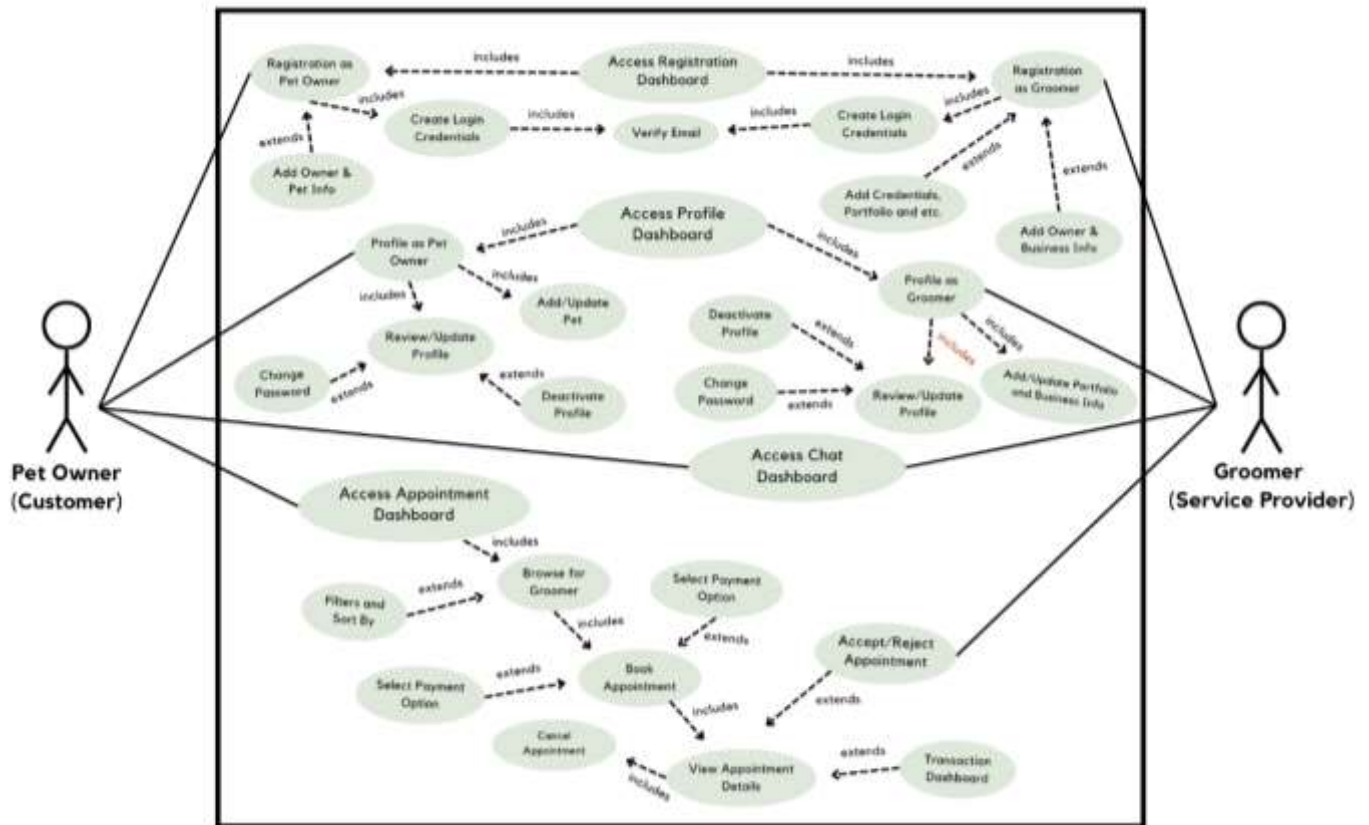 includes
Access Registration
Dashboard
includes
Registration as
Pet Owner
Registration
as Groomer
includes
Create Login
Credentials
includes
Verify Email
includes
Create Login
Credentials
includes
extends
Add Owner &
Pet Info
extends
extends
Add Credentials,
Portfolio and etc.
Add Owner &
Business Info
Access Profile
Dashboard
includes
includes
Profile as Pet
Owner
includes
includes
Add/Update
Pet
Profile as
Groomer
Deactivate
Profile
extends
includes
includes
Review/Update
Profile
Change
Password
extends
extends
Deactivate
Profile
Change
Password
extends
Review/Update
Profile
Add/Update Portfolio
and Business Info
Access Chat
Dashboard
Pet Owner
(Customer)
Groomer
(Service Provider)
Access Appointment
Dashboard
includes
Browse for
Groomer
extends
Filters and
Sort By
Select Payment
Option
includes
extends
Accept/Reject
Appointment
Book
Appointment
extends
Select Payment
Option
includes
extends
Cancel
Appointment
includes
View Appointment
Details
extends
Transaction
Dashboard